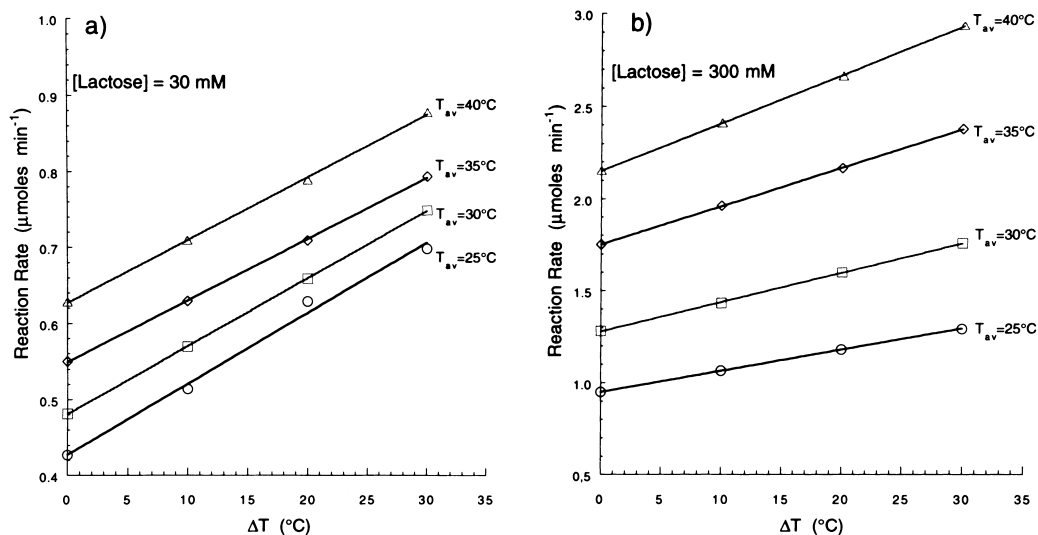 a)
[Lactose] = 30 mM
Reaction Rate (μmoles min⁻¹)
1.0
0.9
0.8
0.7
0.6
0.5
0.4
T av=40°C
T av=35°C
T av=30°C
T av=25°C
0 5 10 15 20 25 30 35
ΔT (°C)
b)
[Lactose] = 300 mM
Reaction Rate (μmoles min⁻¹)
3.0
2.5
2.0
1.5
1.0
0.5
T av=40°C
T av=35°C
T av=30°C
T av=25°C
0 5 10 15 20 25 30 35
ΔT (°C)